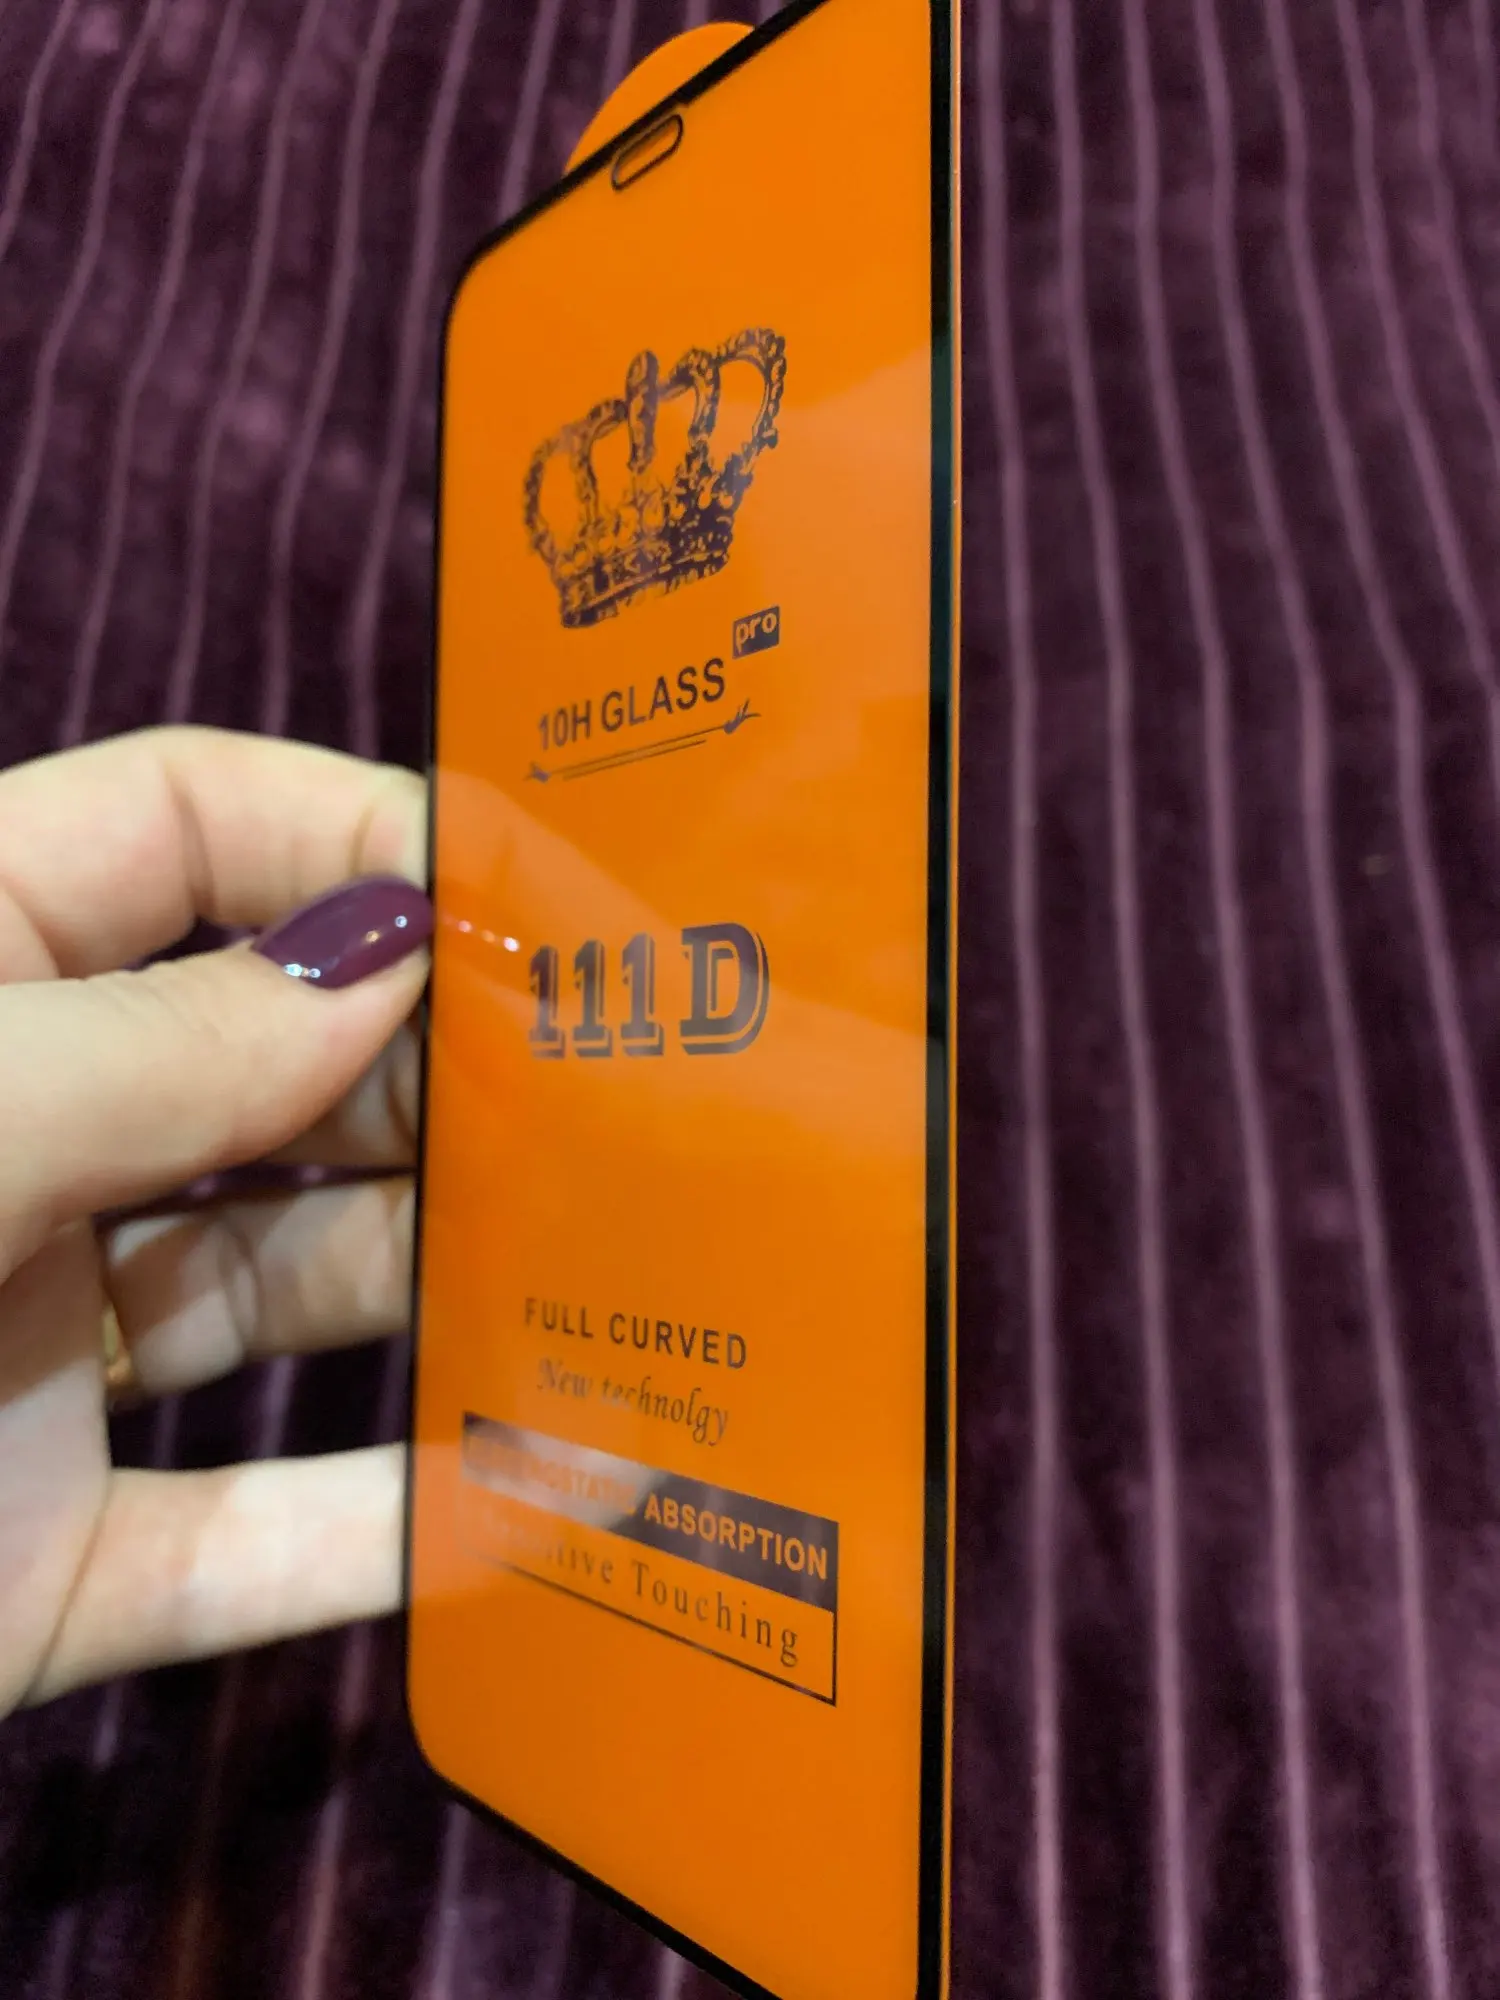 pro
10H GLASS
111D
FULL CURVED
New technolgy
ABSORPTION
Touching